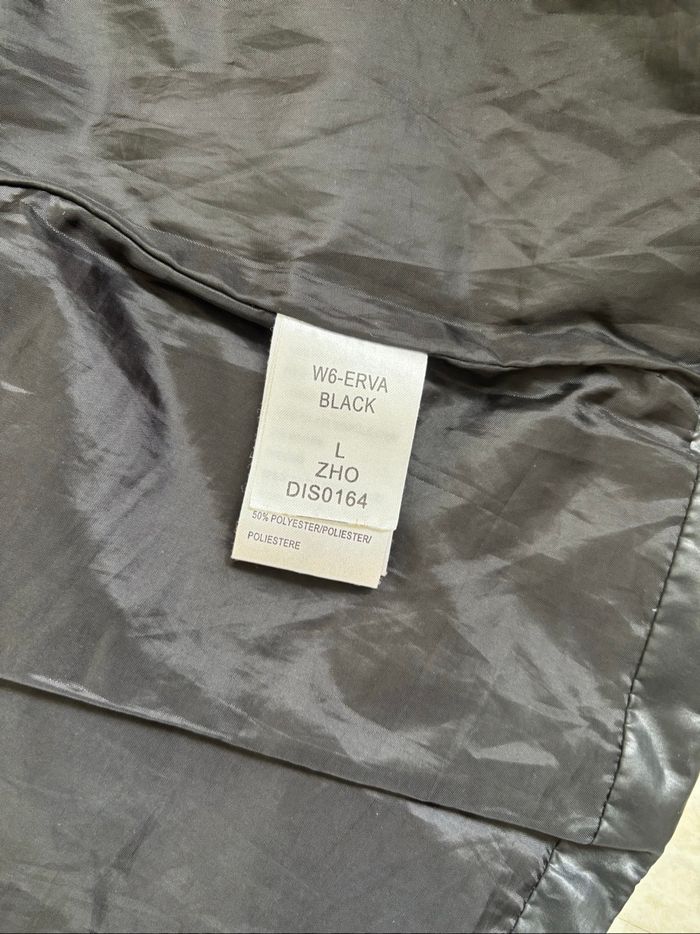 W6-ERVA
BLACK
L
ZHO
DIS0164
50% POLYESTER/POLIESTER/
POLIESTERE